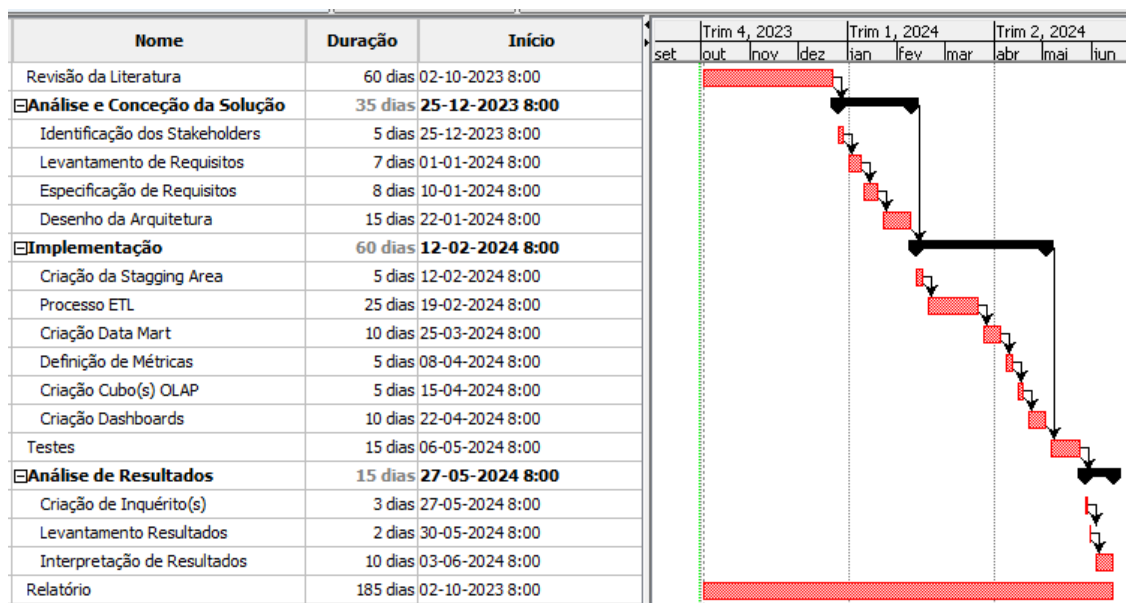 Nome Duração Início
Trim 4, 2023 Trim 1, 2024 Trim 2, 2024
set out nov dez jan fev mar abr mai jun
Revisão da Literatura 60 dias 02-10-2023 8:00
Análise e Conceção da Solução 35 dias 25-12-2023 8:00
Identificação dos Stakeholders 5 dias 25-12-2023 8:00
Levantamento de Requisitos 7 dias 01-01-2024 8:00
Especificação de Requisitos 8 dias 10-01-2024 8:00
Desenho da Arquitetura 15 dias 22-01-2024 8:00
Implementação 60 dias 12-02-2024 8:00
Criação da Stagging Area 5 dias 12-02-2024 8:00
Processo ETL 25 dias 19-02-2024 8:00
Criação Data Mart 10 dias 25-03-2024 8:00
Definição de Métricas 5 dias 08-04-2024 8:00
Criação Cubo(s) OLAP 5 dias 15-04-2024 8:00
Criação Dashboards 10 dias 22-04-2024 8:00
Testes 15 dias 06-05-2024 8:00
Análise de Resultados 15 dias 27-05-2024 8:00
Criação de Inquérito(s) 3 dias 27-05-2024 8:00
Levantamento Resultados 2 dias 30-05-2024 8:00
Interpretação de Resultados 10 dias 03-06-2024 8:00
Relatório 185 dias 02-10-2023 8:00